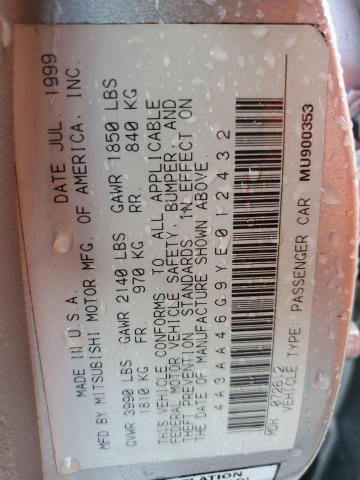 MADE IN U.S.A. DATE JUL 1999
MFD BY MITSUBISHI MOTOR MFG. OF AMERICA, INC.
GVWR 3990 LBS GAWR 2140 LBS GAWR 1850 LBS
1810 KG FR. 970 KG RR. 840 KG
THIS VEHICLE CONFORMS TO ALL APPLICABLE
FEDERAL MOTOR VEHICLE SAFETY, BUMPER, AND
THEFT PREVENTION STANDARDS IN EFFECT ON
THE DATE OF MANUFACTURE SHOWN ABOVE.
4A3AA46G9YE012432
MDH 072612
VEHICLE TYPE: PASSENGER CAR MU900353